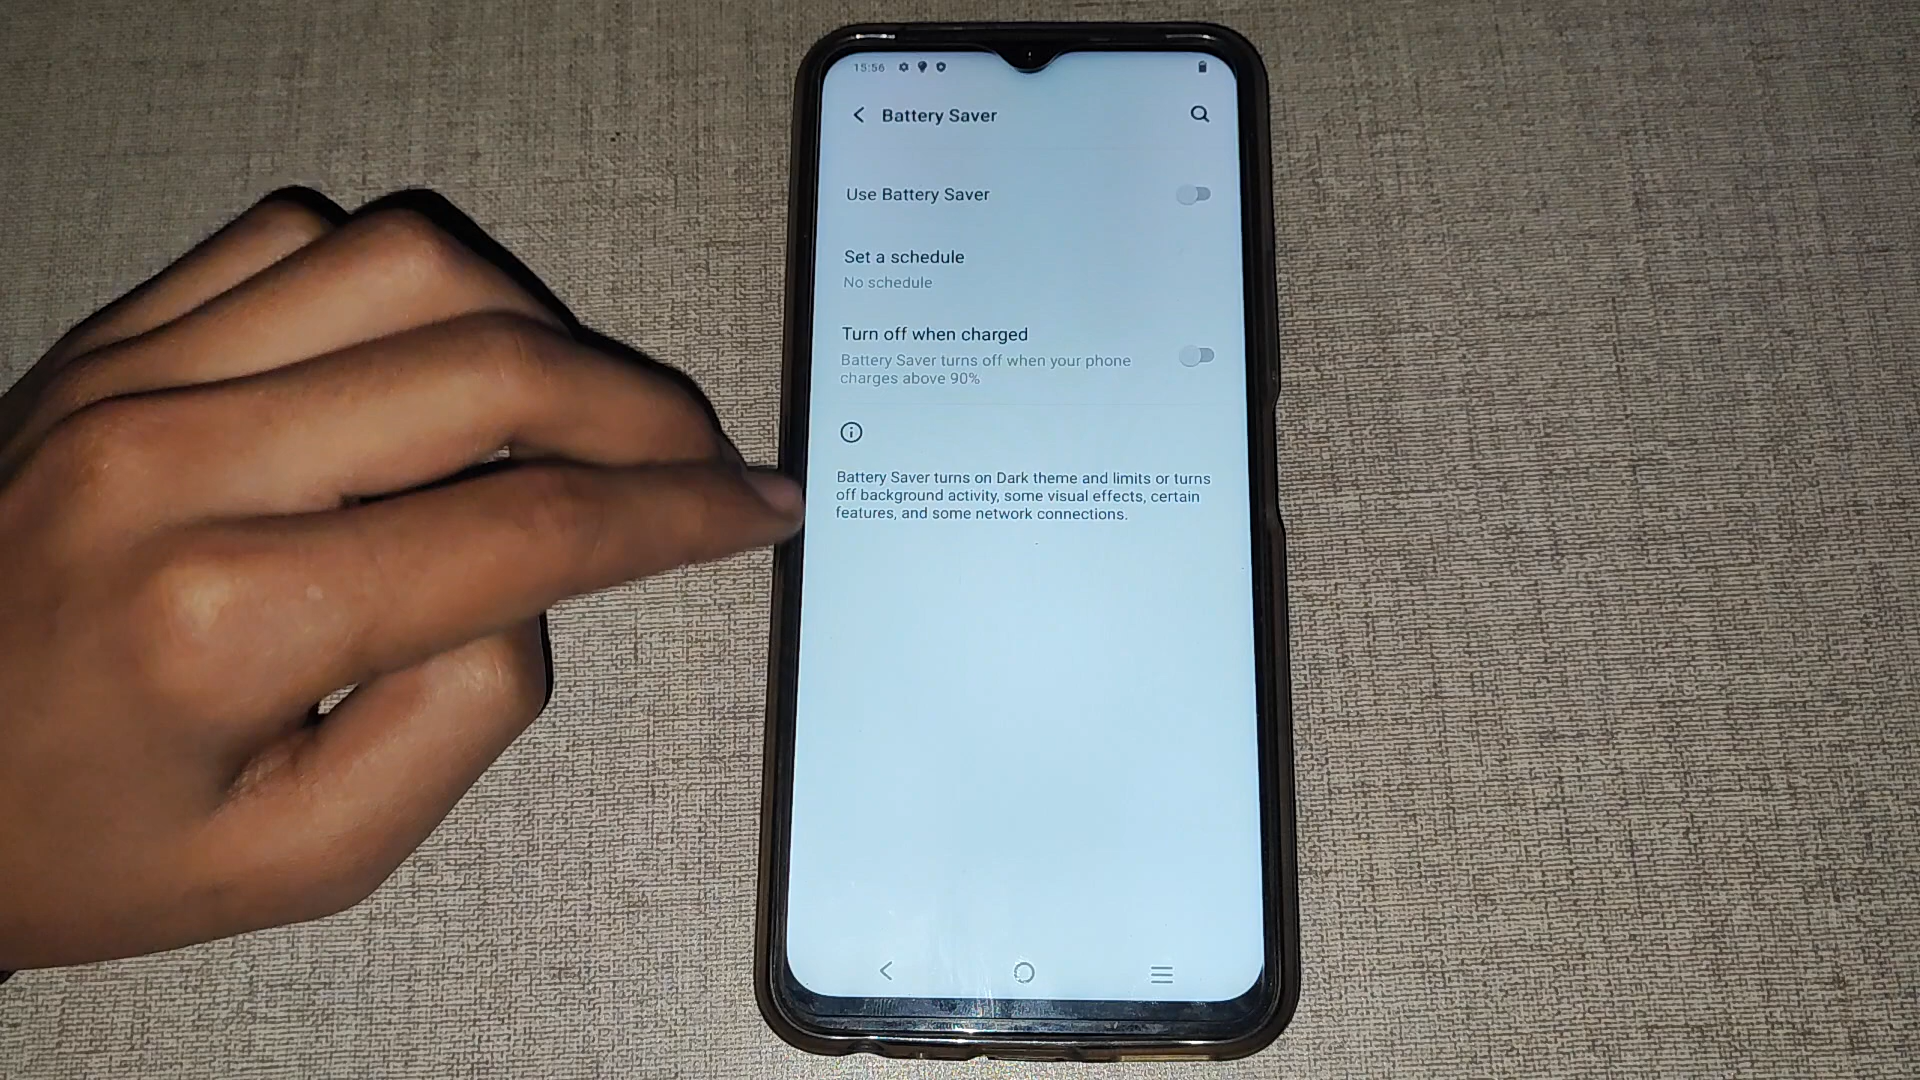 15:56
Battery Saver
Use Battery Saver
Set a schedule
No schedule
Turn off when charged
Battery Saver turns off when your phone
charges above 90%
Battery Saver turns on Dark theme and limits or turns
off background activity, some visual effects, certain
features, and some network connections.